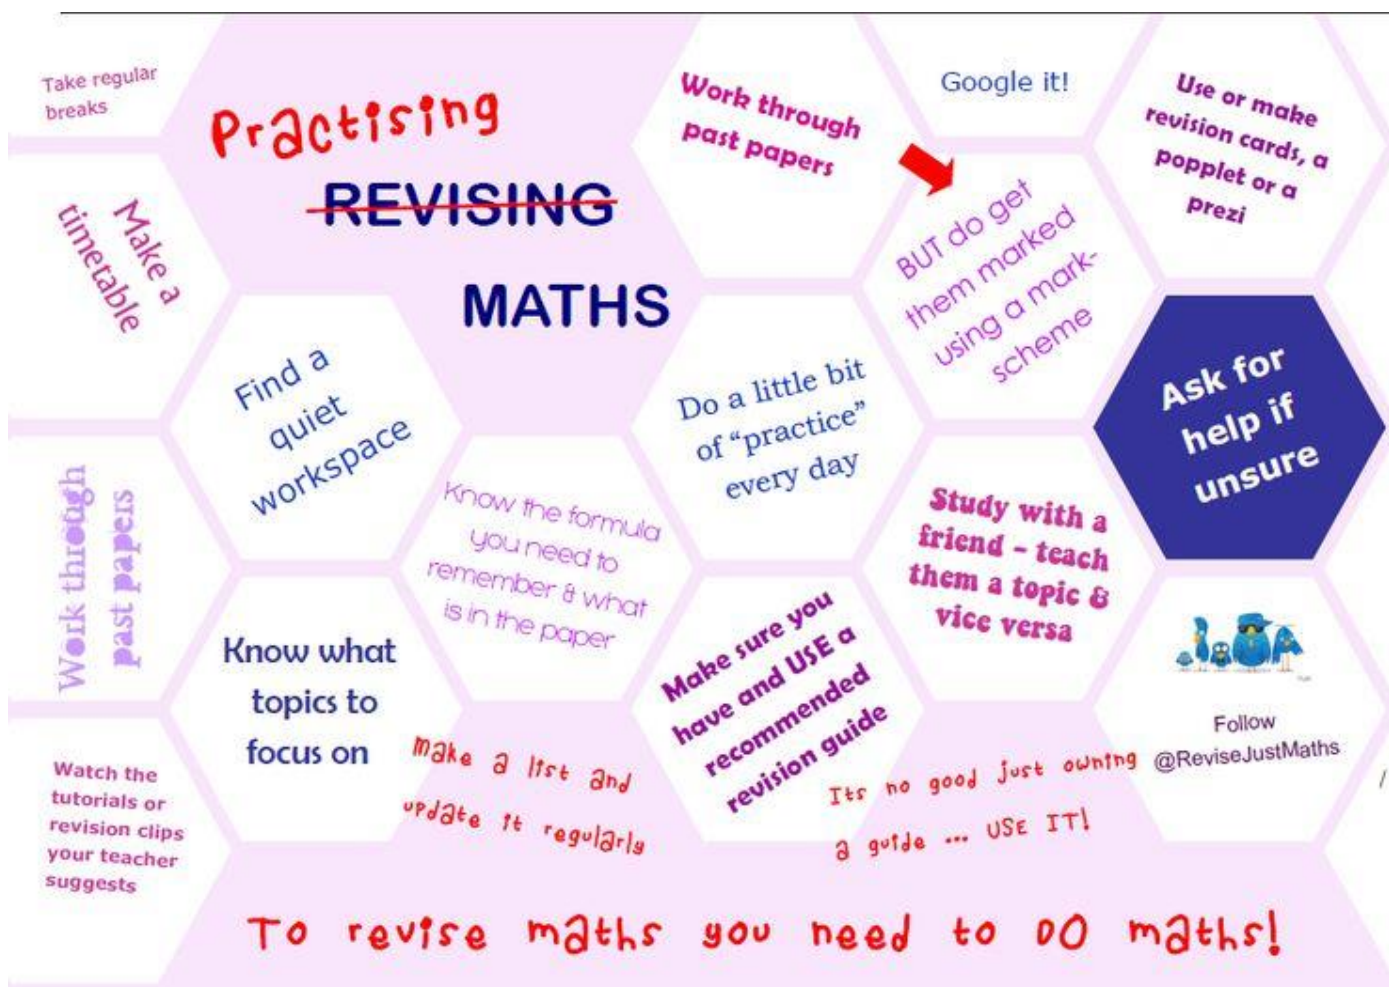 Take regular
breaks
Practising
REVISING
MATHS
Work through
past papers
Google it!
Use or make
revision cards, a
popplet or a
prezi
Make a
timetable
BUT do get
them marked
using a mark-
scheme
Find a
quiet
workspace
Do a little bit
of “practice”
every day
Ask for
help if
unsure
Work through
past papers
Know the formula
you need to
remember & what
is in the paper
Study with a
friend - teach
them a topic &
vice versa
Know what
topics to
focus on
Make sure you
have and USE a
recommended
revision guide
Follow
@ReviseJustMaths
make a list and
update it regularly
Its no good just owning
a guide ... USE IT!
Watch the
tutorials or
revision clips
your teacher
suggests
To revise maths you need to DO maths!